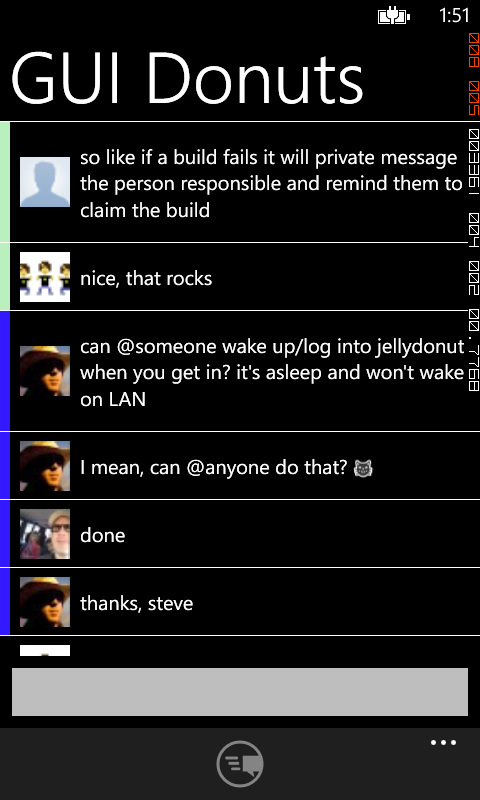 1:51
GUI Donuts
so like if a build fails it will private message
the person responsible and remind them to
claim the build
nice, that rocks
can @someone wake up/log into jellydonut
when you get in? it's asleep and won't wake
on LAN
I mean, can @anyone do that? 😼
done
thanks, steve